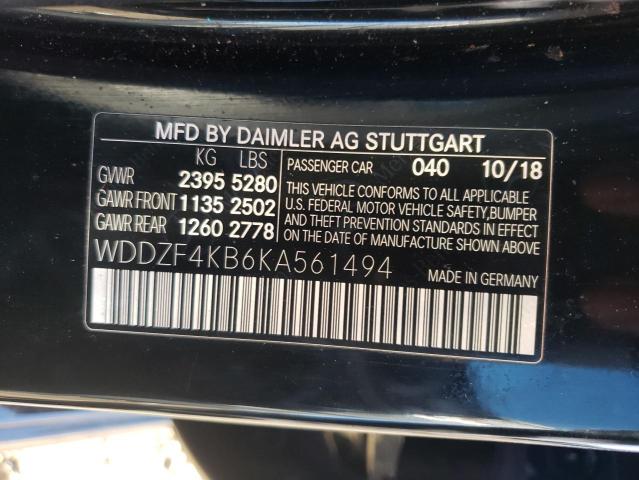 MFD BY DAIMLER AG STUTTGART
KG LBS
GVWR 2395 5280
GAWR FRONT 1135 2502
GAWR REAR 1260 2778
PASSENGER CAR 040 10/18
THIS VEHICLE CONFORMS TO ALL APPLICABLE
U.S. FEDERAL MOTOR VEHICLE SAFETY,BUMPER
AND THEFT PREVENTION STANDARDS IN EFFECT
ON THE DATE OF MANUFACTURE SHOWN ABOVE.
WDDZF4KB6KA561494
MADE IN GERMANY